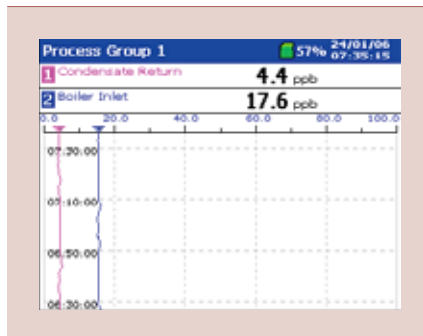 Process Group 1 57% 24/01/06
07:35:15
1 Condensate Return 4.4 ppb
2 Boiler Inlet 17.6 ppb
0.0 20.0 40.0 60.0 80.0 100.0
07:30:00
07:10:00
06:50:00
06:30:00